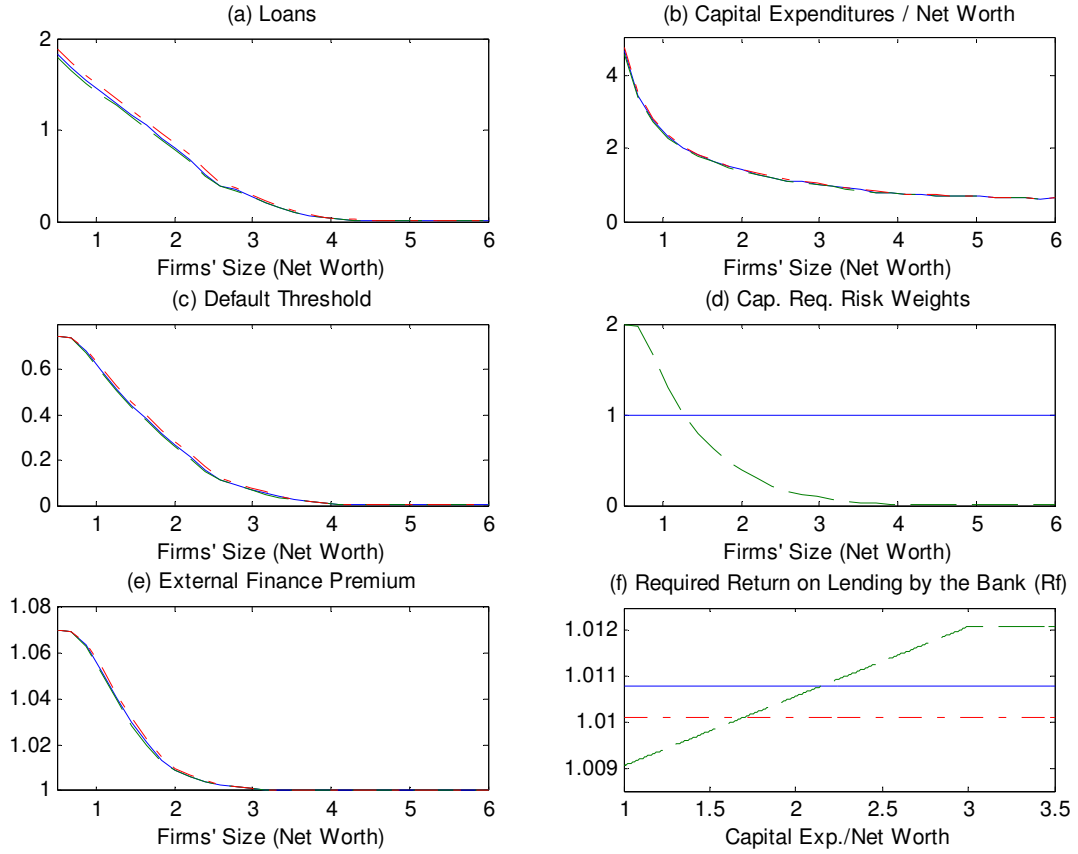 (a) Loans
2
1
0
1 2 3 4 5 6
Firms' Size (Net Worth)
(b) Capital Expenditures / Net Worth
4
2
0
1 2 3 4 5 6
Firms' Size (Net Worth)
(c) Default Threshold
0.6
0.4
0.2
0
1 2 3 4 5 6
Firms' Size (Net Worth)
(d) Cap. Req. Risk Weights
2
1
0
1 2 3 4 5 6
Firms' Size (Net Worth)
(e) External Finance Premium
1.08
1.06
1.04
1.02
1
1 2 3 4 5 6
Firms' Size (Net Worth)
(f) Required Return on Lending by the Bank (Rf)
1.012
1.011
1.01
1.009
1 1.5 2 2.5 3 3.5
Capital Exp./Net Worth